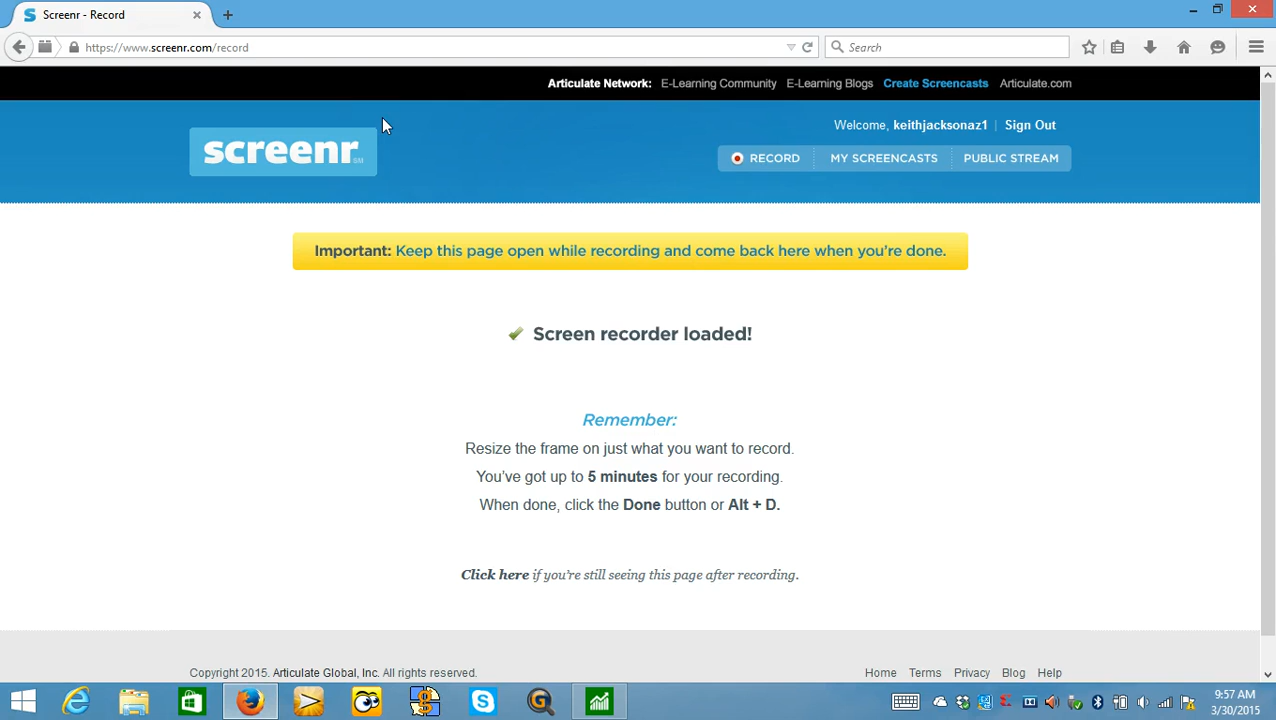 Screenr - Record
https://www.screenr.com/record
Search
Articulate Network: E-Learning Community E-Learning Blogs Create Screencasts Articulate.com
Welcome, keithjacksonaz1 | Sign Out
screenr SM
RECORD MY SCREENCASTS PUBLIC STREAM
Important: Keep this page open while recording and come back here when you're done.
Screen recorder loaded!
Remember:
Resize the frame on just what you want to record.
You've got up to 5 minutes for your recording.
When done, click the Done button or Alt + D.
Click here if you're still seeing this page after recording.
Copyright 2015. Articulate Global, Inc. All rights reserved.
Home Terms Privacy Blog Help
9:57 AM
3/30/2015